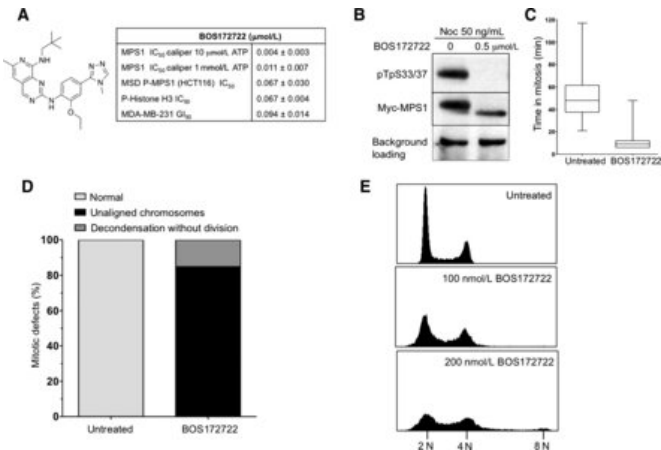 A
BOS172722 (µmol/L)
MPS1 IC50 caliper 10 µmol/L ATP 0.004 ± 0.003
MPS1 IC50 caliper 1 mmol/L ATP 0.011 ± 0.007
MSD P-MPS1 (HCT116) IC50 0.067 ± 0.030
P-Histone H3 IC50 0.067 ± 0.004
MDA-MB-231 GI50 0.094 ± 0.014
Me
N
N
NH
N
N
N
N
N
H
O
B
Noc 50 ng/mL
BOS172722 0 0.5 µmol/L
pTpS33/37
Myc-MPS1
Background
loading
C
Time in mitosis (min)
120
100
80
60
40
20
0
Untreated BOS172722
D
Normal
Unaligned chromosomes
Decondensation without division
Mitotic defects (%)
100
80
60
40
20
0
Untreated BOS172722
E
Untreated
100 nmol/L BOS172722
200 nmol/L BOS172722
2 N 4 N 8 N